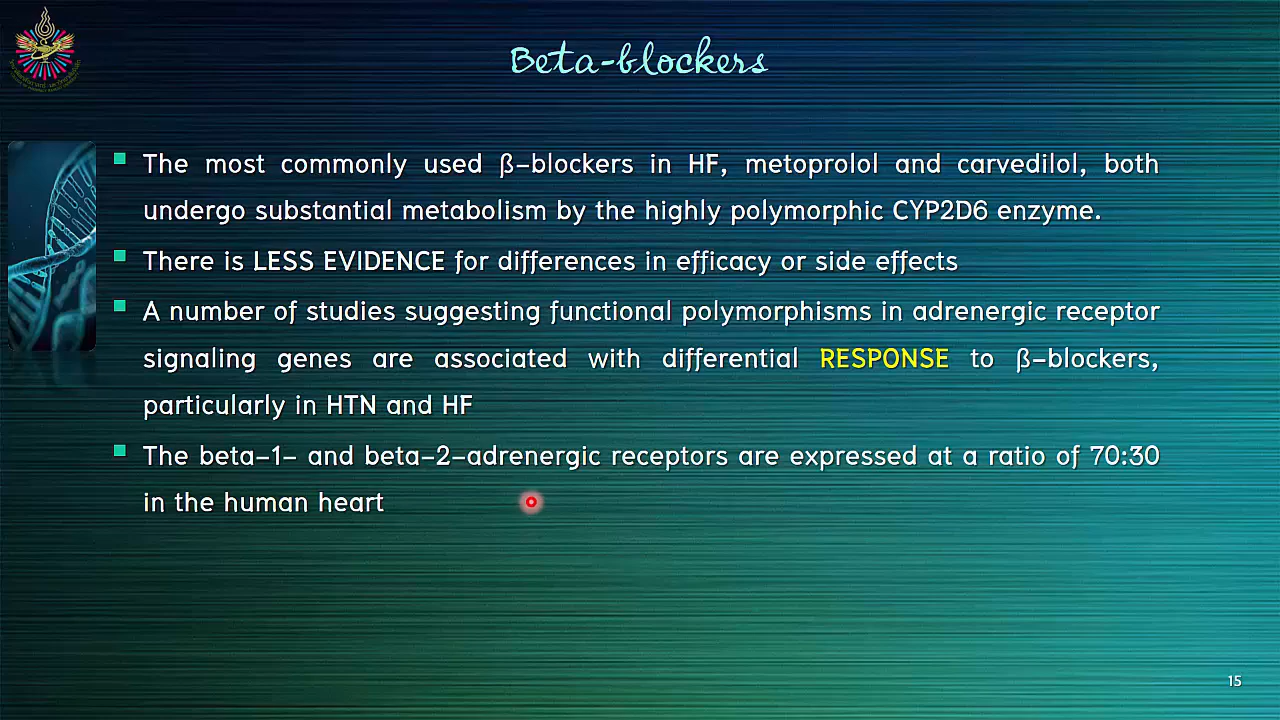 Beta-blockers
The most commonly used ß-blockers in HF, metoprolol and carvedilol, both
undergo substantial metabolism by the highly polymorphic CYP2D6 enzyme.
There is LESS EVIDENCE for differences in efficacy or side effects
A number of studies suggesting functional polymorphisms in adrenergic receptor
signaling genes are associated with differential RESPONSE to ß-blockers,
particularly in HTN and HF
The beta-1- and beta-2-adrenergic receptors are expressed at a ratio of 70:30
in the human heart
15